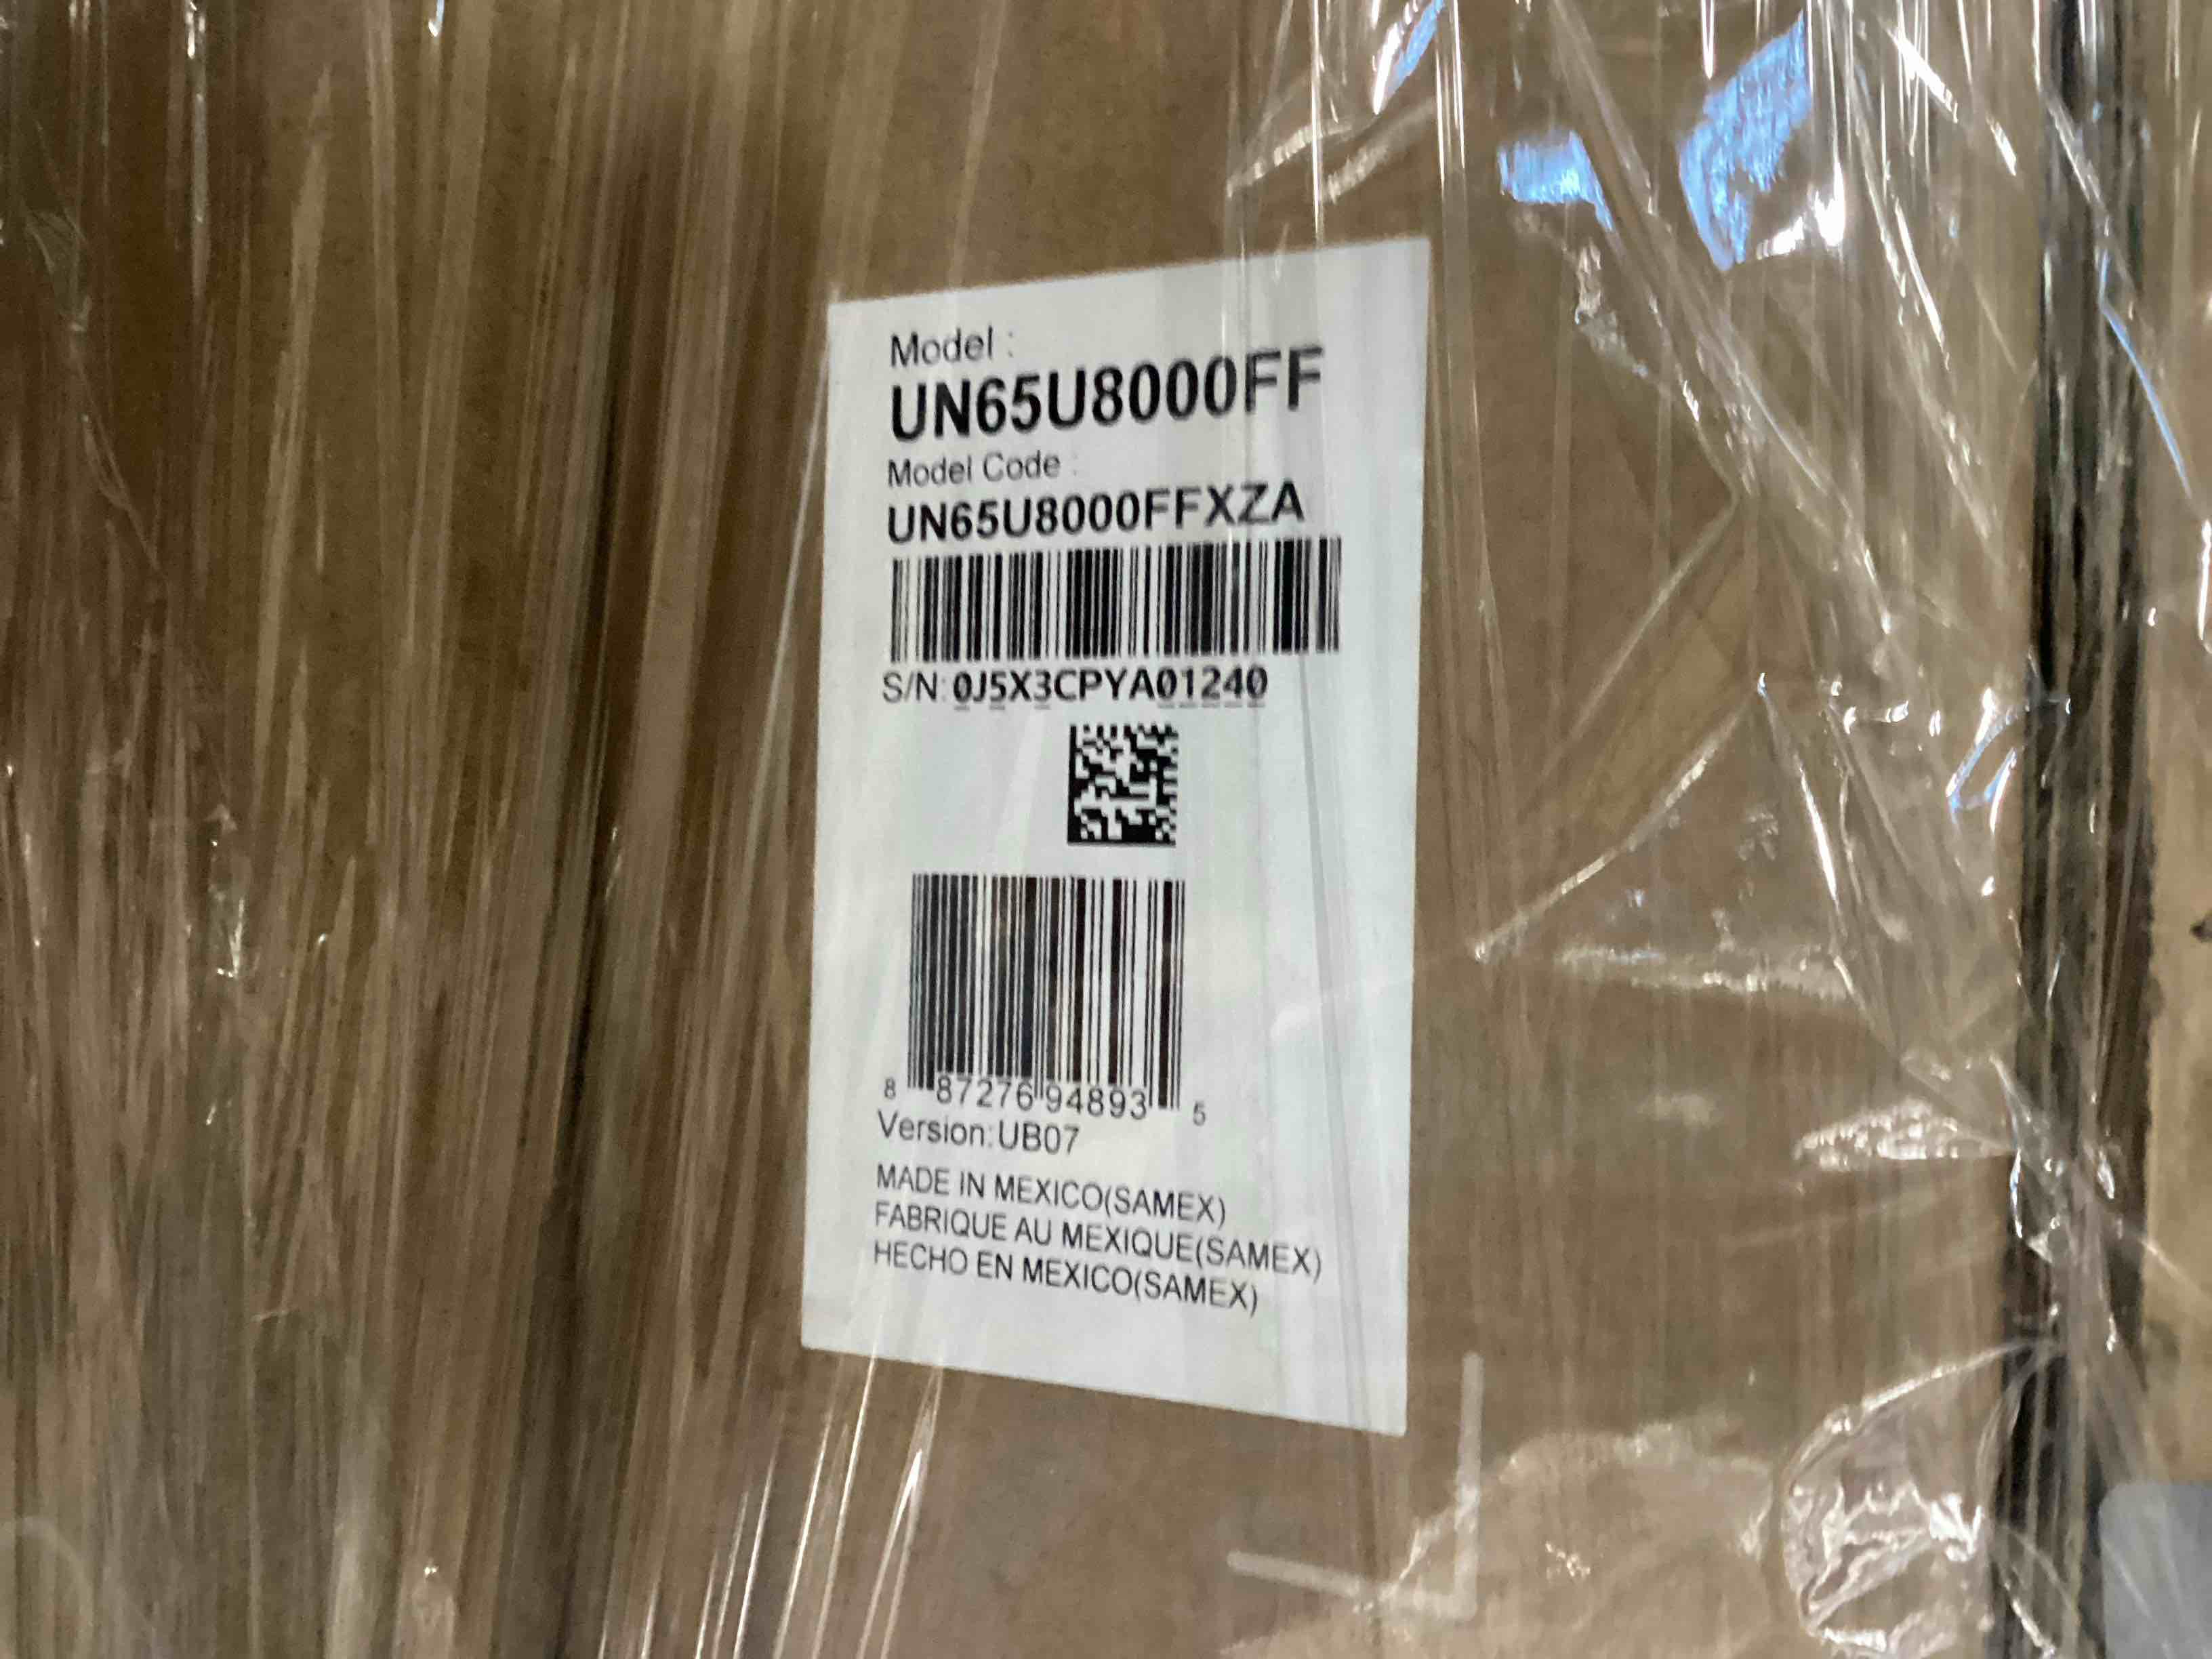 Model :
UN65U8000FF
Model Code :
UN65U8000FFXZA
S/N: 0J5X3CPYA01240
8 87276 94893 5
Version:UB07
MADE IN MEXICO(SAMEX)
FABRIQUE AU MEXIQUE(SAMEX)
HECHO EN MEXICO(SAMEX)